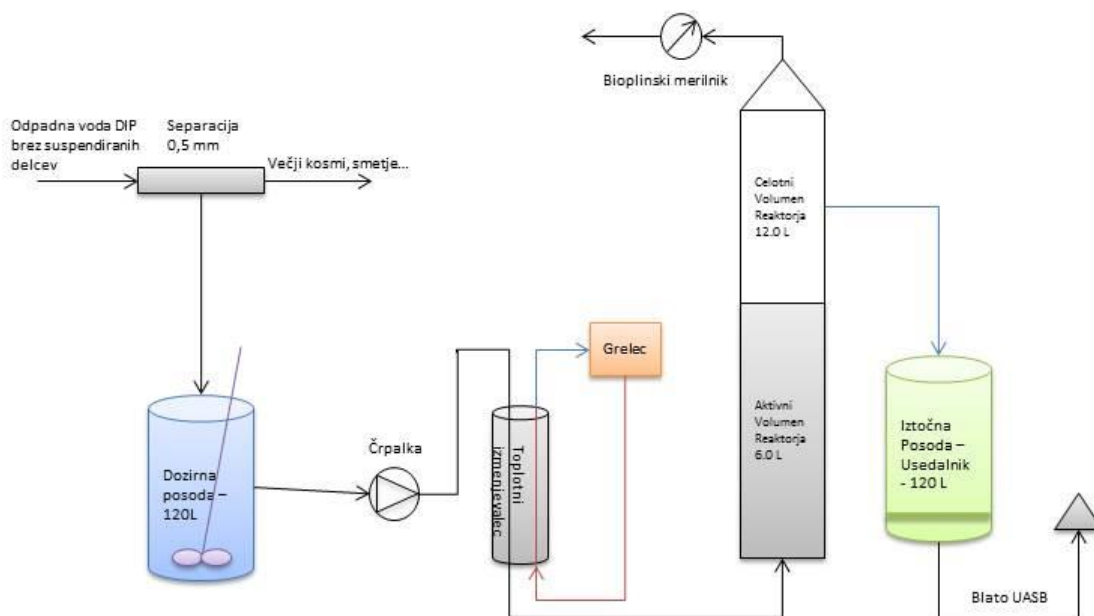 Bioplinski merilnik
Odpadna voda DIP
brez suspendiranih
delcev
Separacija
0,5 mm
Večji kosmi, smetje...
Celotni
Volumen
Reaktorja
12.0 L
Grelec
Črpalka
Dozirna
posoda –
120L
Toplotni
izmenjevalec
Aktivni
Volumen
Reaktorja
6.0 L
Iztočna
Posoda –
Usedalnik
- 120 L
Blato UASB